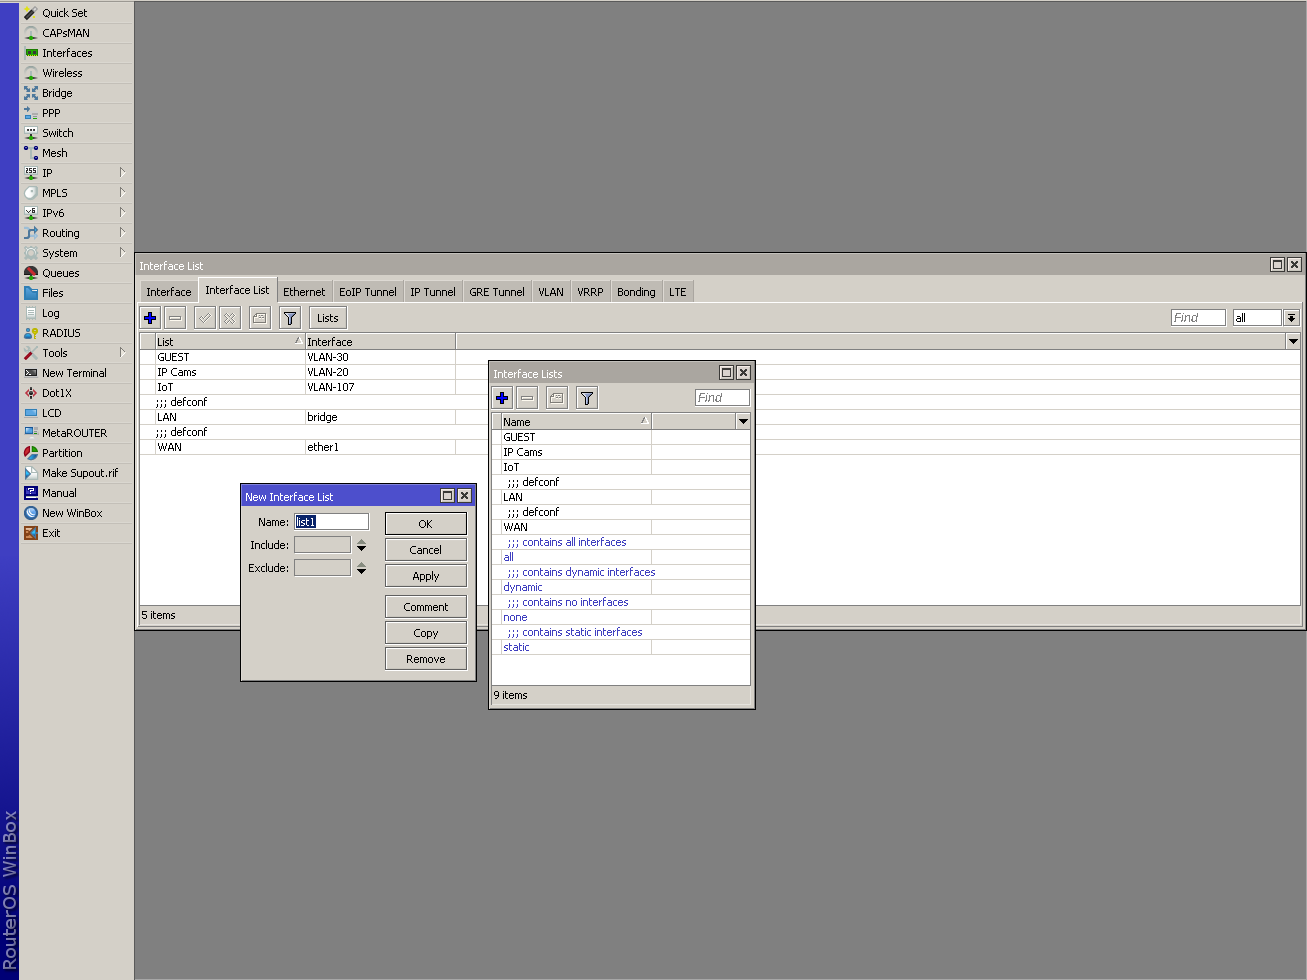 Quick Set
CAPsMAN
Interfaces
Wireless
Bridge
PPP
Switch
Mesh
IP
MPLS
IPv6
Routing
System
Queues
Files
Log
RADIUS
Tools
New Terminal
Dot1X
LCD
MetaROUTER
Partition
Make Supout.rif
Manual
New WinBox
Exit
RouterOS WinBox
Interface List
Interface Interface List Ethernet EoIP Tunnel IP Tunnel GRE Tunnel VLAN VRRP Bonding LTE
Lists Find all
List Interface
GUEST VLAN-30
IP Cams VLAN-20
IoT VLAN-107
;;; defconf
LAN bridge
;;; defconf
WAN ether1
5 items
New Interface List
Name: list1 OK
Include: Cancel
Exclude: Apply
Comment
Copy
Remove
Interface Lists
Find
Name
GUEST
IP Cams
IoT
;;; defconf
LAN
;;; defconf
WAN
;;; contains all interfaces
all
;;; contains dynamic interfaces
dynamic
;;; contains no interfaces
none
;;; contains static interfaces
static
9 items